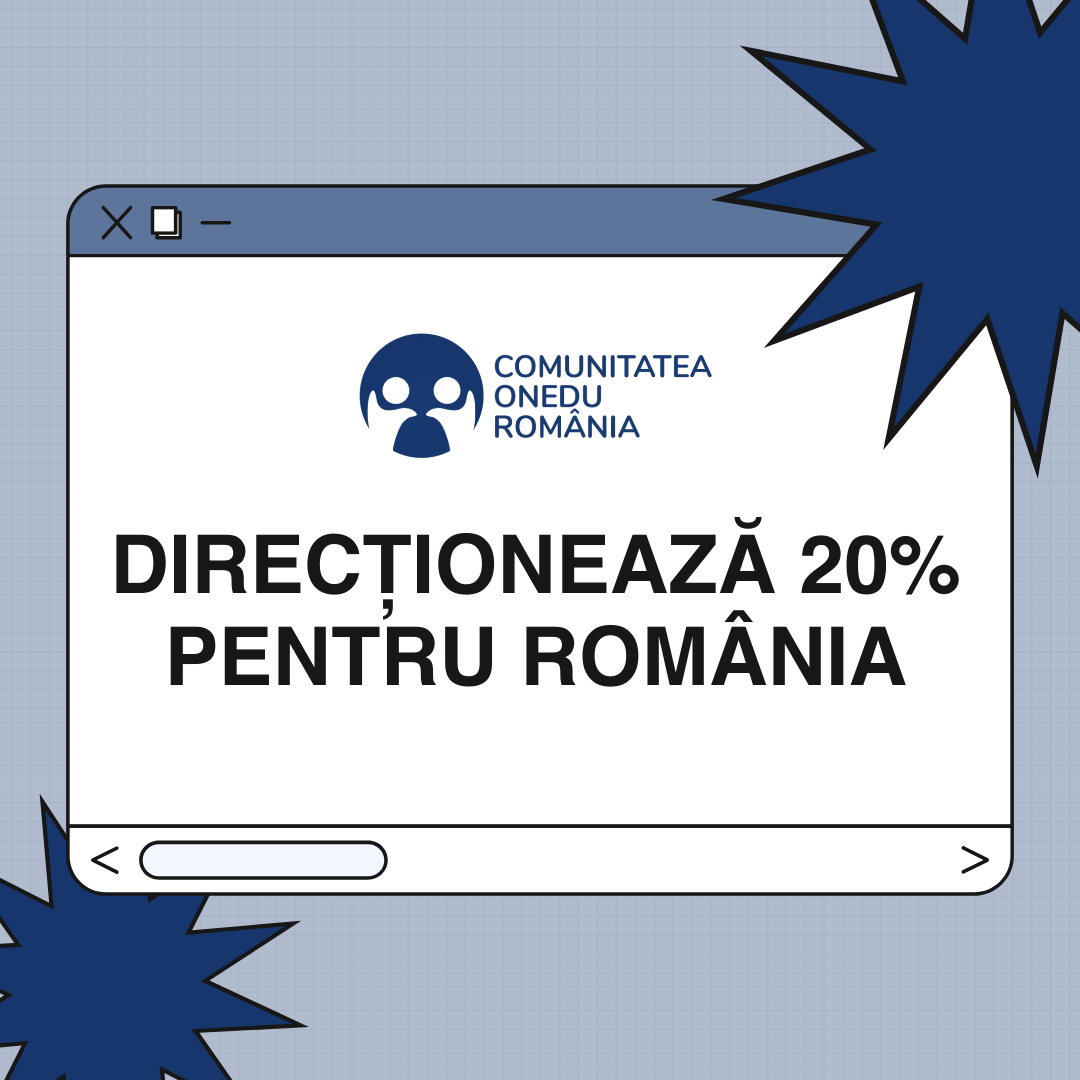 COMUNITATEA
ONEDU
ROMÂNIA
DIRECȚIONEAZĂ 20%
PENTRU ROMÂNIA